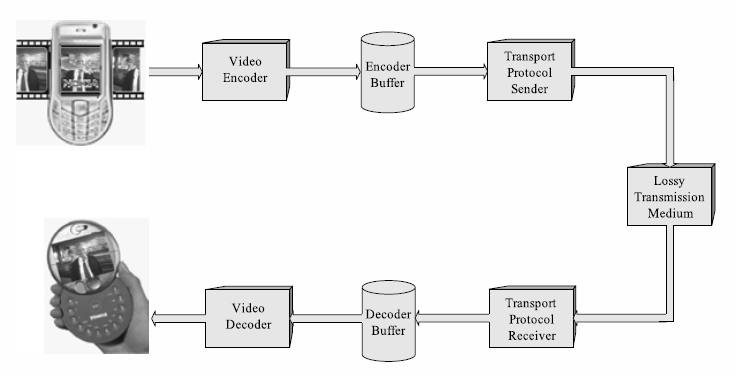 Video
Encoder
Encoder
Buffer
Transport
Protocol
Sender
Lossy
Transmission
Medium
Transport
Protocol
Receiver
Decoder
Buffer
Video
Decoder